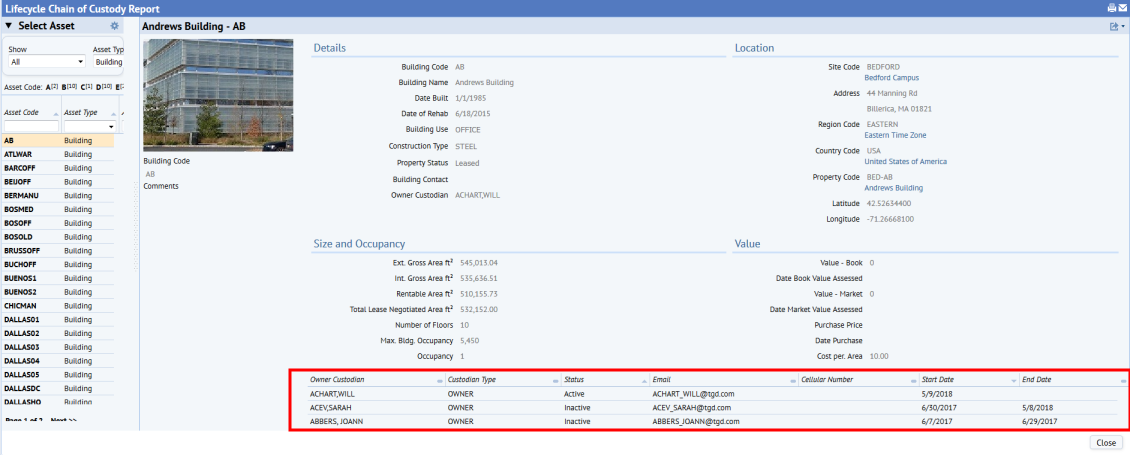 Lifecycle Chain of Custody Report
Select Asset
Show
Asset Typ
All
Building
Asset Code: A[2] B[10] C[1] D[10] E[
Asset Code Asset Type
AB Building
ATLWAR Building
BARCOFF Building
BEIJOFF Building
BERMANU Building
BOSMED Building
BOSOFF Building
BOSOLD Building
BRUSSOFF Building
BUCHOFF Building
BUENOS1 Building
BUENOS2 Building
CHICMAN Building
DALLAS01 Building
DALLAS02 Building
DALLAS03 Building
DALLAS04 Building
DALLAS05 Building
DALLASDC Building
DALLASHQ Building
Page 1 of 2 Next >>
Andrews Building - AB
Building Code
AB
Comments
Details
Building Code AB
Building Name Andrews Building
Date Built 1/1/1985
Date of Rehab 6/18/2015
Building Use OFFICE
Construction Type STEEL
Property Status Leased
Building Contact
Owner Custodian ACHART,WILL
Location
Site Code BEDFORD
Bedford Campus
Address 44 Manning Rd
Billerica, MA 01821
Region Code EASTERN
Eastern Time Zone
Country Code USA
United States of America
Property Code BED-AB
Andrews Building
Latitude 42.52634400
Longitude -71.26668100
Size and Occupancy
Ext. Gross Area ft² 545,013.04
Int. Gross Area ft² 535,636.51
Rentable Area ft² 510,155.73
Total Lease Negotiated Area ft² 532,152.00
Number of Floors 10
Max. Bldg. Occupancy 5,450
Occupancy 1
Value
Value - Book 0
Date Book Value Assessed
Value - Market 0
Date Market Value Assessed
Purchase Price
Date Purchase
Cost per. Area 10.00
Owner Custodian Custodian Type Status Email Cellular Number Start Date End Date
ACHART,WILL OWNER Active ACHART_WILL@tgd.com 5/9/2018
ACEV,SARAH OWNER Inactive ACEV_SARAH@tgd.com 6/30/2017 5/8/2018
ABBERS, JOANN OWNER Inactive ABBERS_JOANN@tgd.com 6/7/2017 6/29/2017
Close